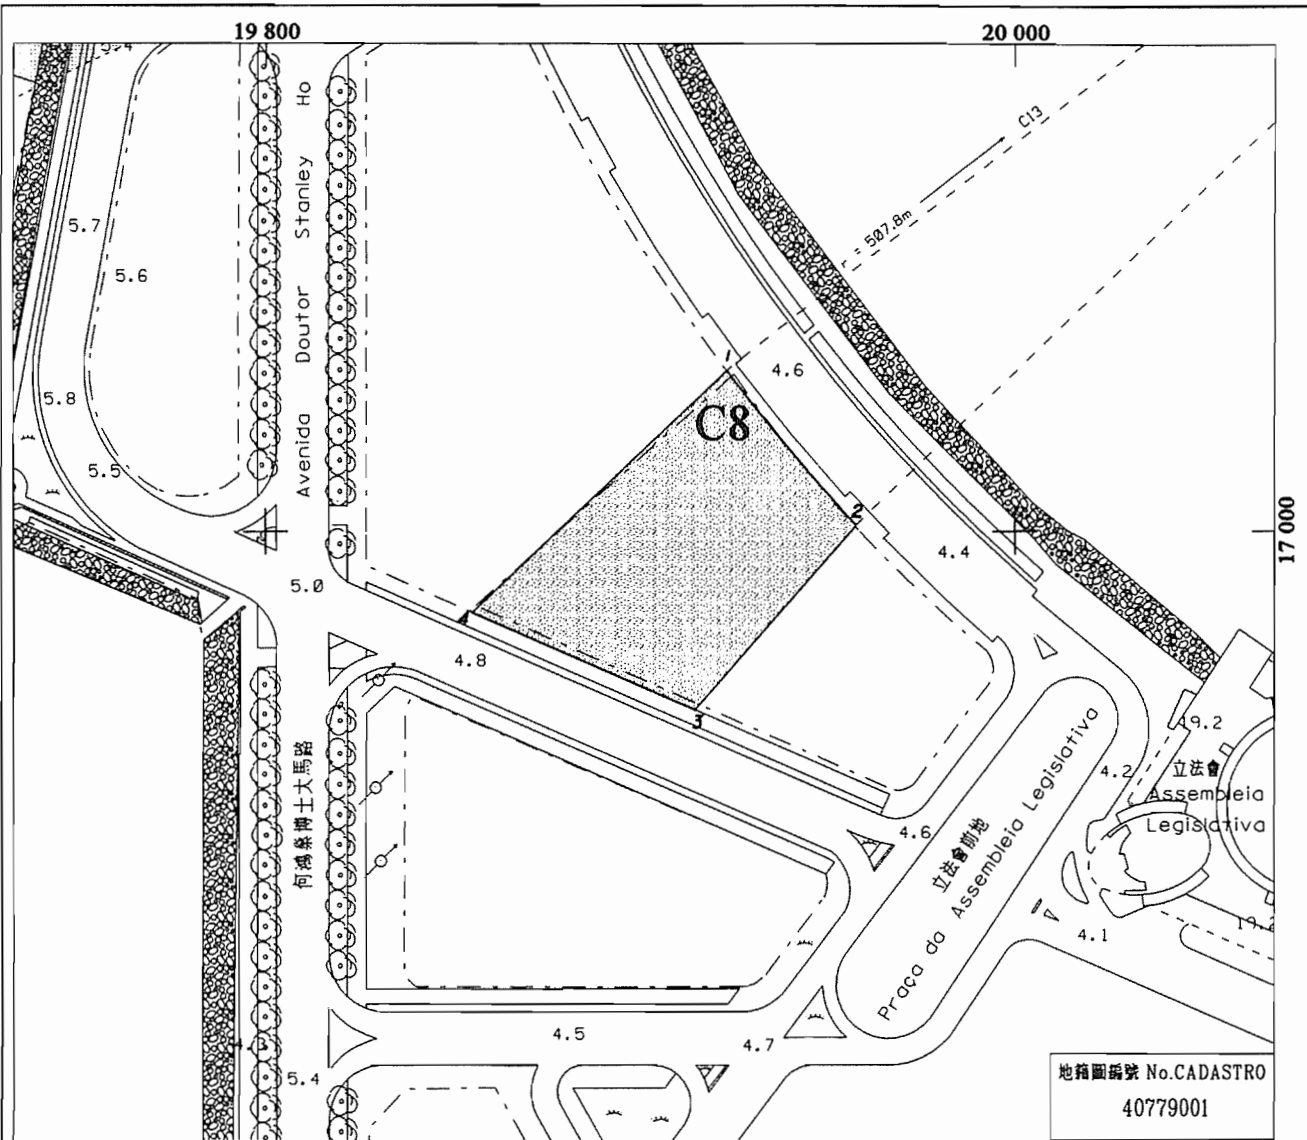 19 800
20 000
5.4
Avenida Doutor Stanley Ho
C13
r = 507.8m
5.7
5.6
1
4.6
5.8
C8
5.5
2
17 000
4.4
5.0
4
4.8
3
19.2
4.2
立法會
Assembleia
Legislativa
何鴻燊博士大馬路
4.6
立法會前地
Praça da Assembleia Legislativa
4.1
19.2
4.5
4.7
5.4
地籍圖編號 No.CADASTRO
40779001